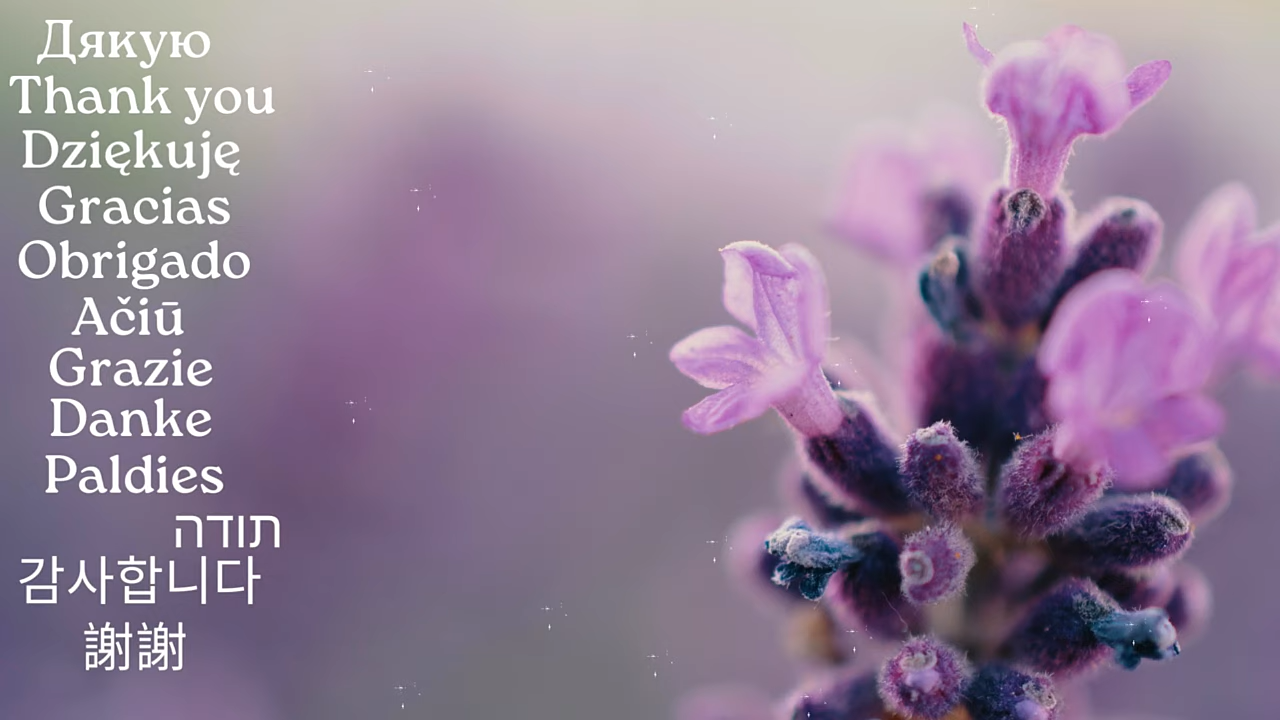 Дякую
Thank you
Dziękuję
Gracias
Obrigado
Ačiū
Grazie
Danke
Paldies
תודה
감사합니다
謝謝